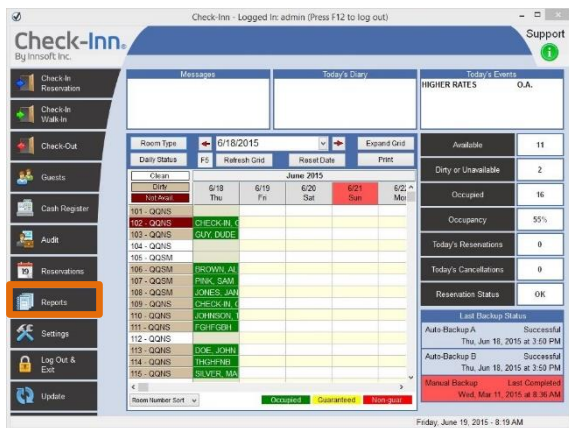 Check-Inn - Logged In: admin (Press F12 to log out)
Check-Inn®
By Innsoft Inc.
Support
Check-In
Reservation
Check-In
Walk-In
Check-Out
Guests
Cash Register
Audit
19
Reservations
Reports
Settings
Log Out &
Exit
Update
Messages
Today's Diary
Today's Events
HIGHER RATES O.A.
Room Type
6/18/2015
Expand Grid
Daily Status
F5
Refresh Grid
Reset Date
Print
Clean
Dirty
Not Avail.
June 2015
6/18 6/19 6/20 6/21 6/22
Thu Fri Sat Sun Mon
101 - QQNS
102 - QQNS CHECK-IN, C
103 - QQNS GUY, DUDE
104 - QQNS
105 - QQSM
106 - QQSM BROWN, AL
107 - QQSM PINK, SAM
108 - QQSM JONES, JAN
109 - QQNS CHECK-IN, C
110 - QQNS JOHNSON, T
111 - QQNS FGHFGBH
112 - QQNS
113 - QQNS DOE, JOHN
114 - QQNS THGHFNB
115 - QQNS SILVER, MA
Room Number Sort
Occupied
Guaranteed
Non-guar.
Available 11
Dirty or Unavailable 2
Occupied 16
Occupancy 55%
Today's Reservations 0
Today's Cancellations 0
Reservation Status OK
Last Backup Status
Auto-Backup A Successful
Thu, Jun 18, 2015 at 3:50 PM
Auto-Backup B Successful
Thu, Jun 18, 2015 at 3:50 PM
Manual Backup Last Completed
Wed, Mar 11, 2015 at 8:36 AM
Friday, June 19, 2015 - 8:19 AM